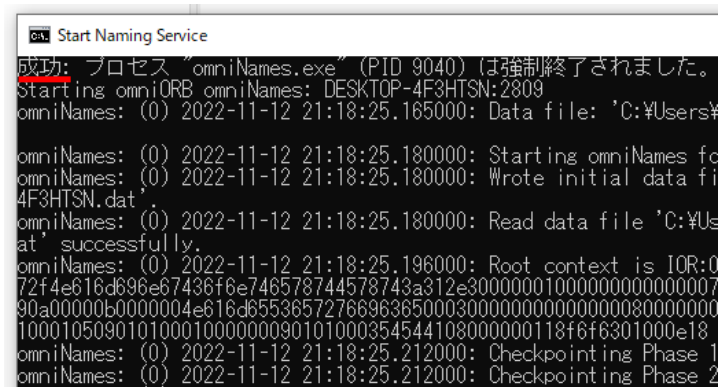 Start Naming Service
成功: プロセス "omniNames.exe" (PID 9040) は強制終了されました。
Starting omniORB omniNames: DESKTOP-4F3HTSN:2809
omniNames: (0) 2022-11-12 21:18:25.165000: Data file: 'C:¥Users¥
omniNames: (0) 2022-11-12 21:18:25.180000: Starting omniNames fo
omniNames: (0) 2022-11-12 21:18:25.180000: Wrote initial data fi
4F3HTSN.dat'.
omniNames: (0) 2022-11-12 21:18:25.180000: Read data file 'C:¥Us
at' successfully.
omniNames: (0) 2022-11-12 21:18:25.196000: Root context is IOR:0
72f4e616d696e67436f6e746578744578743a312e300000010000000000000007
90a00000b0000004e616d6553657276696365000300000000000000080000000
1000105090101000100000009010100035454410800000011 8f6f6301000e18
omniNames: (0) 2022-11-12 21:18:25.212000: Checkpointing Phase 1
omniNames: (0) 2022-11-12 21:18:25.212000: Checkpointing Phase 2